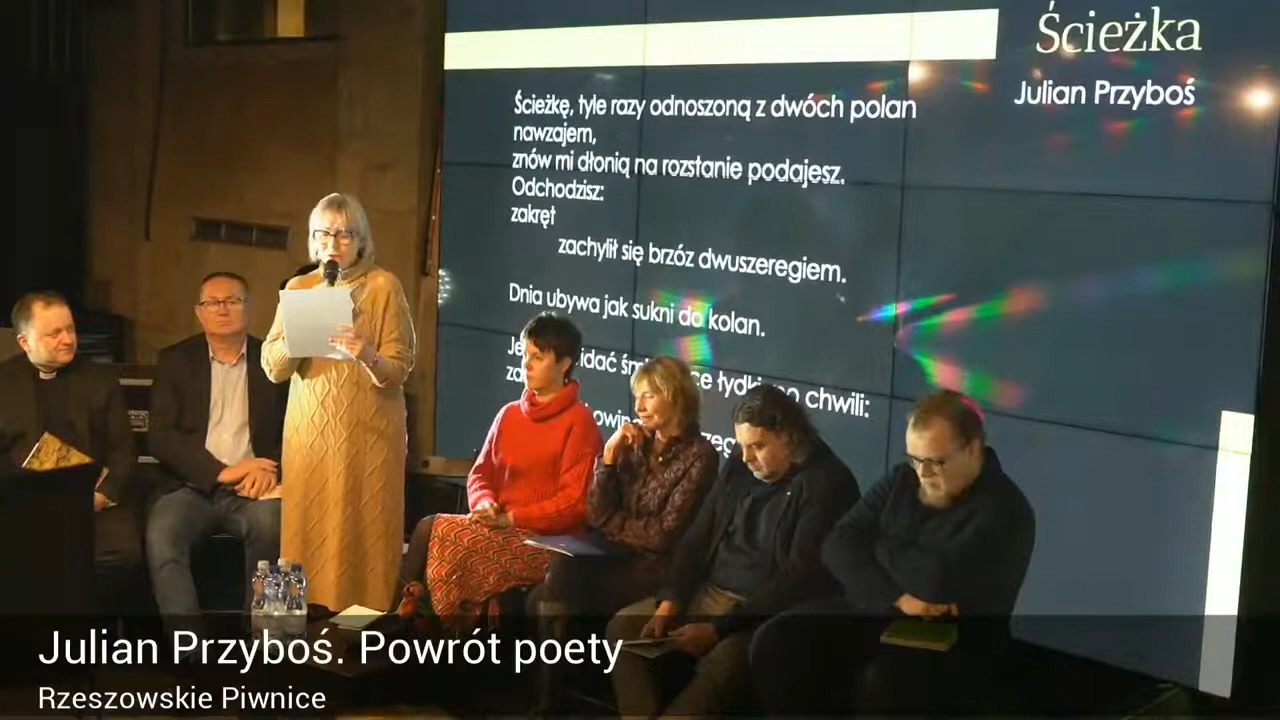 Ścieżka
Julian Przyboś
Ścieżkę, tyle razy odnoszoną z dwóch polan
nawzajem,
znów mi dłonią na rozstanie podajesz.
Odchodzisz:
zakręt
zachylił się brzóz dwuszeregiem.
Dnia ubywa jak sukni do kolan.
chwili:
Julian Przyboś. Powrót poety
Rzeszowskie Piwnice